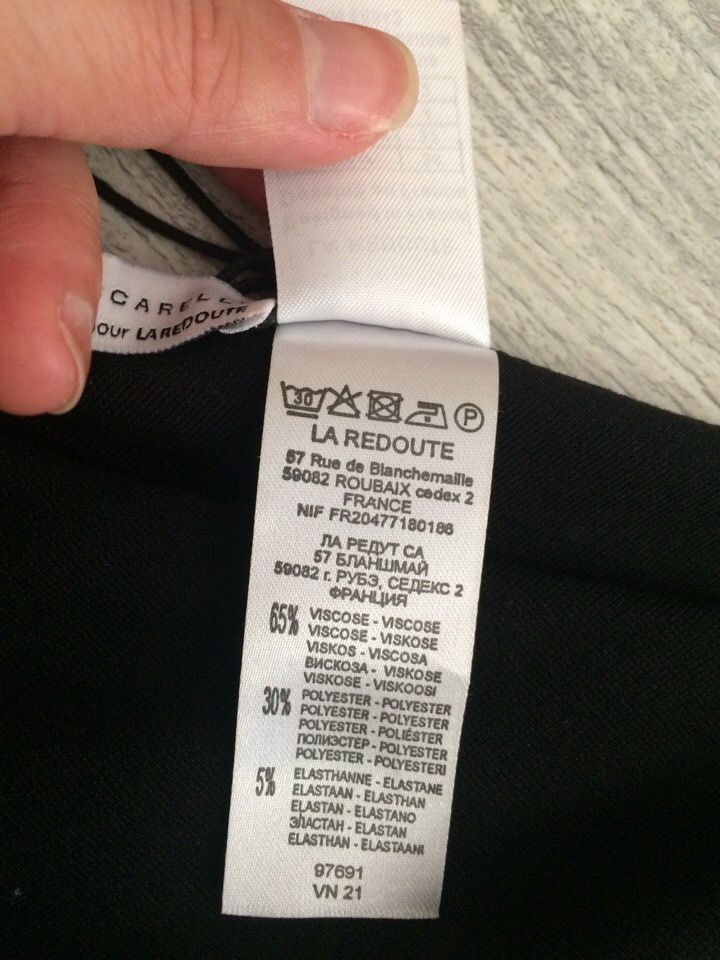 CAREL
our LA REDOUTE
30
P
LA REDOUTE
57 Rue de Blanchemaille
59082 ROUBAIX cedex 2
FRANCE
NIF FR20477180186
ЛА РЕДУТ СА
57 БЛАНШМАЙ
59082 г. РУБЭ, СЕДЕКС 2
ФРАНЦИЯ
65% VISCOSE - VISCOSE
VISCOSE - VISKOSE
VISKOS - VISCOSA
ВИСКОЗА - VISKOSE
VISKOSE - VISKOOSI
30% POLYESTER - POLYESTER
POLYESTER - POLYESTER
POLYESTER - POLIÉSTER
ПОЛИЭСТЕР - POLYESTER
POLYESTER - POLYESTERI
5% ELASTHANNE - ELASTANE
ELASTAAN - ELASTHAN
ELASTAN - ELASTANO
ЭЛАСТАН - ELASTAN
ELASTHAN - ELASTAANI
97691
VN 21